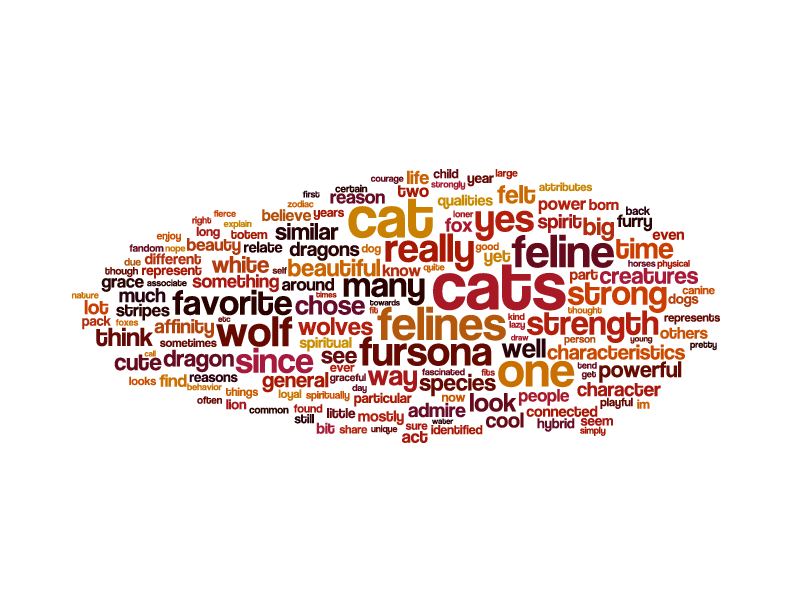 courage life child year large
first certain two strongly
zodiac reason qualities felt attributes
fierce believe years cat loner power born back
right explain similar fox yes spirit big furry
enjoy long totem really good feline even
fandom nope beauty relate dragons dog yet time
due different white self beautiful know quite horses physical
though represent something many cats part creatures
grace associate around strong canine
nature much favorite chose times towards thought dogs
lot stripes etc fit felines kind strength represents
pack foxes affinity wolf wolves lazy person others
think sometimes spiritual fursona draw well young pretty
call cute dragon since see characteristics
looks find reasons general ever graceful way fascinated species fits one tend get powerful
behavior things loyal spiritually day particular now look people character
often lion common found little mostly admire connected playful im
still water cool hybrid seem
bit share unique sure identified simply
act